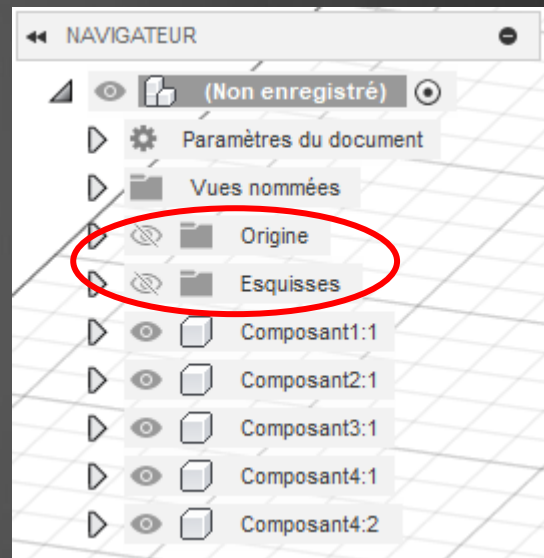 NAVIGATEUR
(Non enregistré)
Paramètres du document
Vues nommées
Origine
Esquisses
Composant1:1
Composant2:1
Composant3:1
Composant4:1
Composant4:2